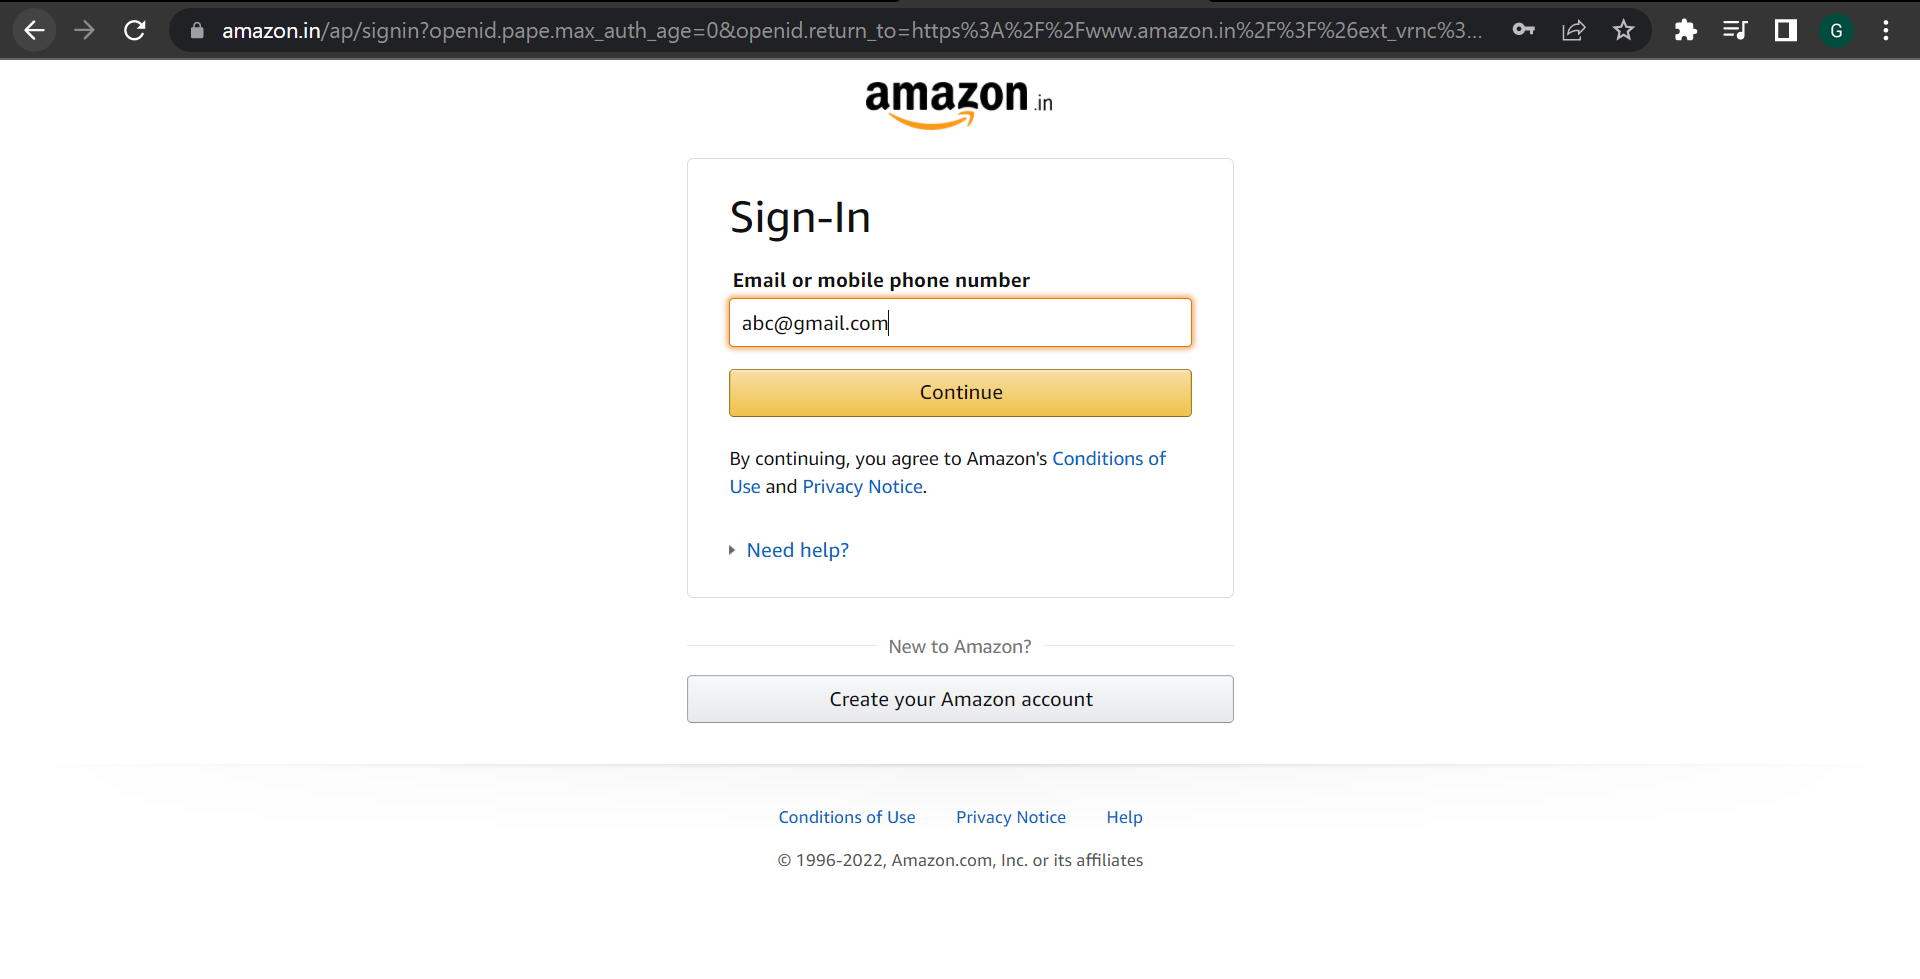 amazon.in/ap/signin?openid.pape.max_auth_age=0&openid.return_to=https%3A%2F%2Fwww.amazon.in%2F%3F%26ext_vrnc%3...
G
amazon.in
Sign-In
Email or mobile phone number
abc@gmail.com
Continue
By continuing, you agree to Amazon's Conditions of
Use and Privacy Notice.
Need help?
New to Amazon?
Create your Amazon account
Conditions of Use Privacy Notice Help
© 1996-2022, Amazon.com, Inc. or its affiliates